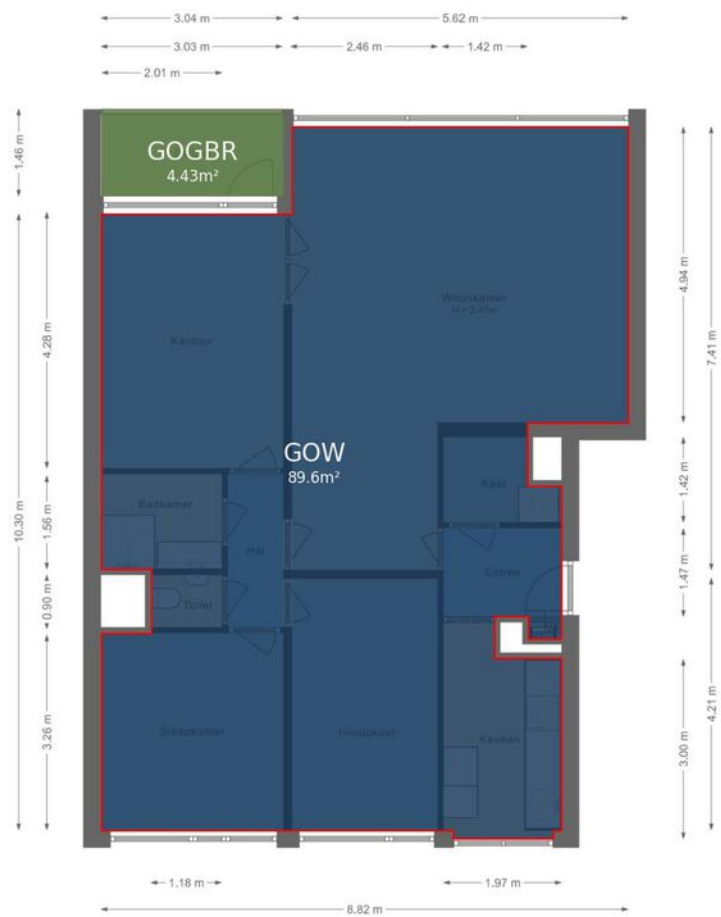 3.04 m
5.62 m
3.03 m
2.46 m
1.42 m
2.01 m
1.46 m
GOGBR
4.43m²
4.94 m
7.41 m
Woonkamer
4.28 m
Kantoor
10.30 m
GOW
89.6m²
1.42 m
Kast
1.56 m
Badkamer
Hal
1.47 m
Entree
0.90 m
Toilet
4.21 m
3.26 m
Slaapkamer
Inloopkast
Keuken
3.00 m
1.18 m
1.97 m
8.82 m